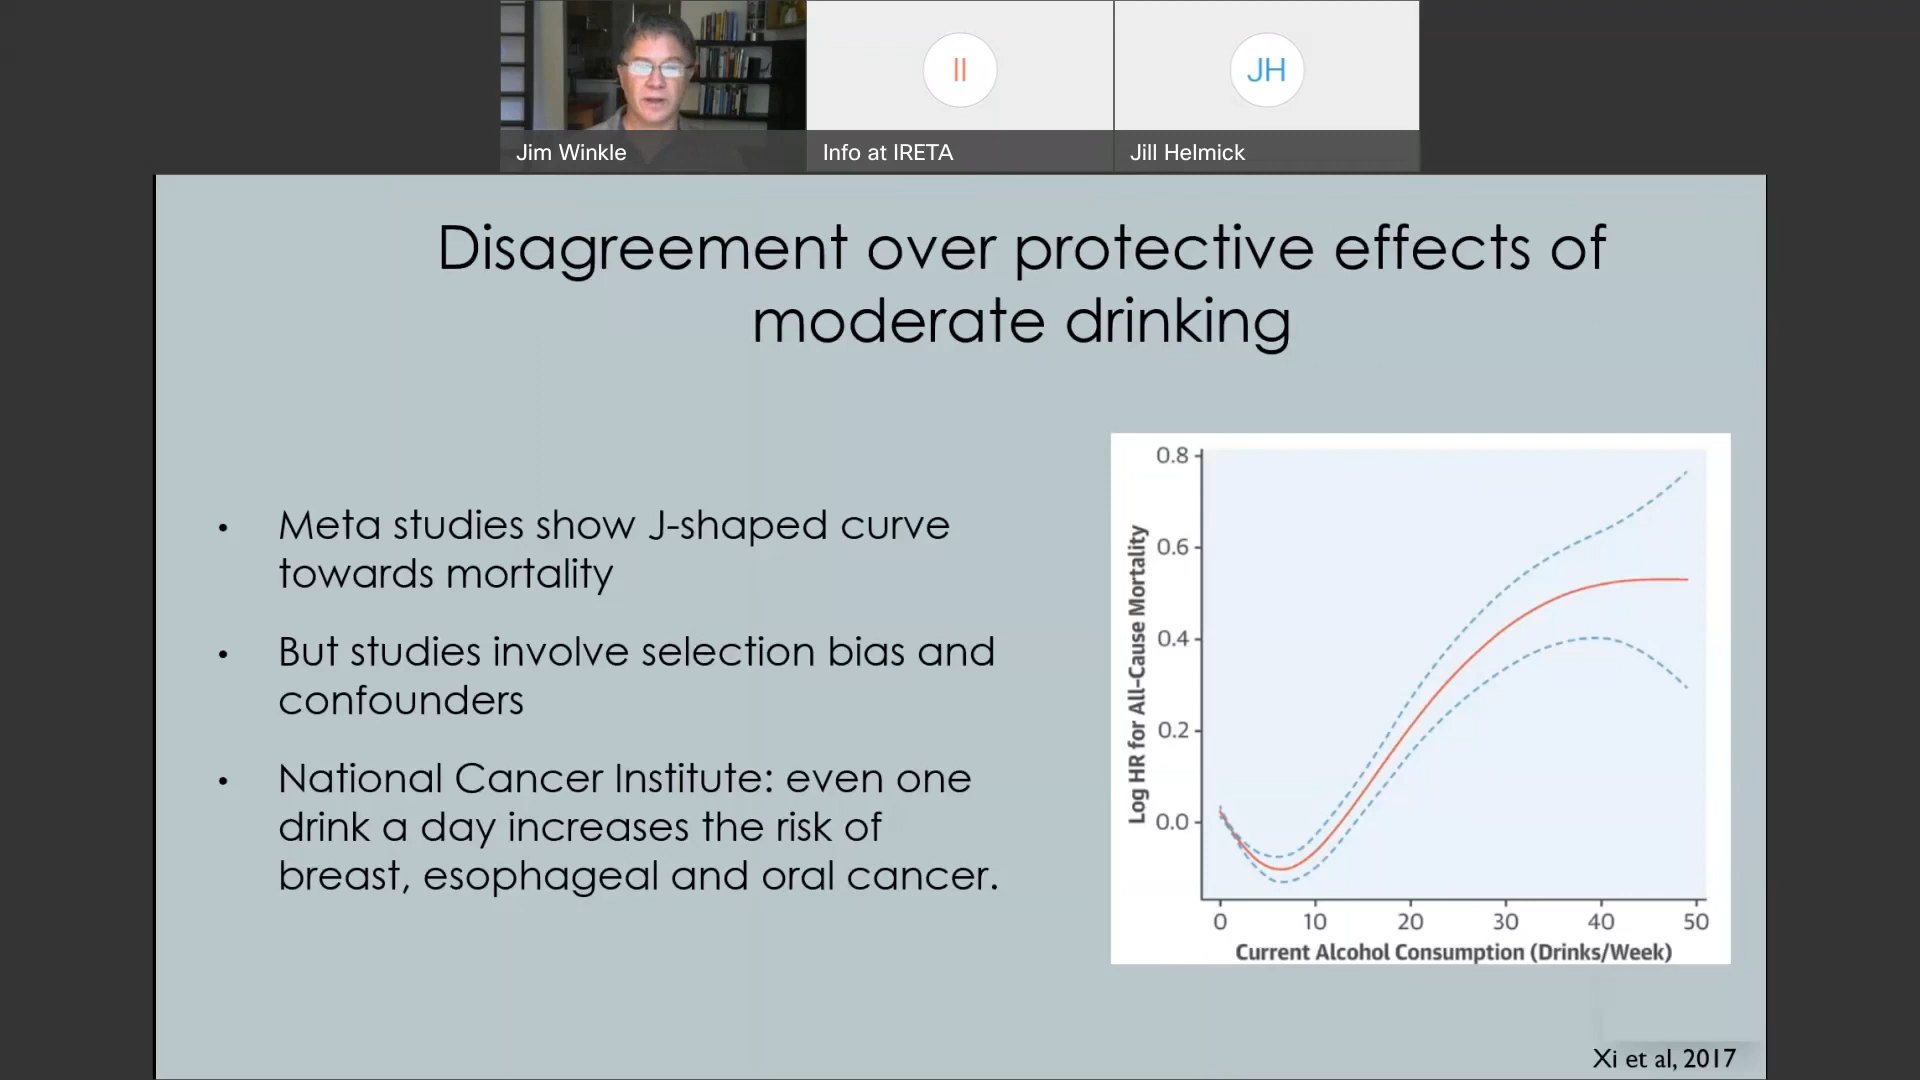 II
JH
Jim Winkle
Info at IRETA
Jill Helmick
Disagreement over protective effects of
moderate drinking
• Meta studies show J-shaped curve
towards mortality
• But studies involve selection bias and
confounders
• National Cancer Institute: even one
drink a day increases the risk of
breast, esophageal and oral cancer.
Log HR for All-Cause Mortality
0.8
0.6
0.4
0.2
0.0
0 10 20 30 40 50
Current Alcohol Consumption (Drinks/Week)
Xi et al, 2017